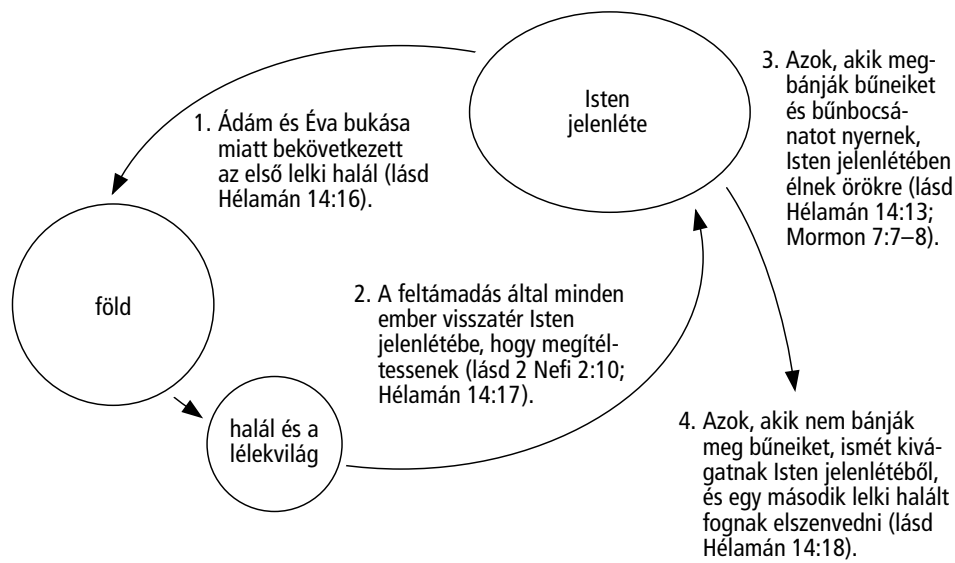 Isten
jelenléte
1. Ádám és Éva bukása
miatt bekövetkezett
az első lelki halál (lásd
Hélamán 14:16).
föld
halál és a
lélekvilág
2. A feltámadás által minden
ember visszatér Isten
jelenlétébe, hogy megítél-
tessenek (lásd 2 Nefi 2:10;
Hélamán 14:17).
3. Azok, akik meg-
bánják bűneiket
és bűnbocsá-
natot nyernek,
Isten jelenlétében
élnek örökre (lásd
Hélamán 14:13;
Mormon 7:7–8).
4. Azok, akik nem bánják
meg bűneiket, ismét kivá-
gatnak Isten jelenlétéből,
és egy második lelki halált
fognak elszenvedni (lásd
Hélamán 14:18).